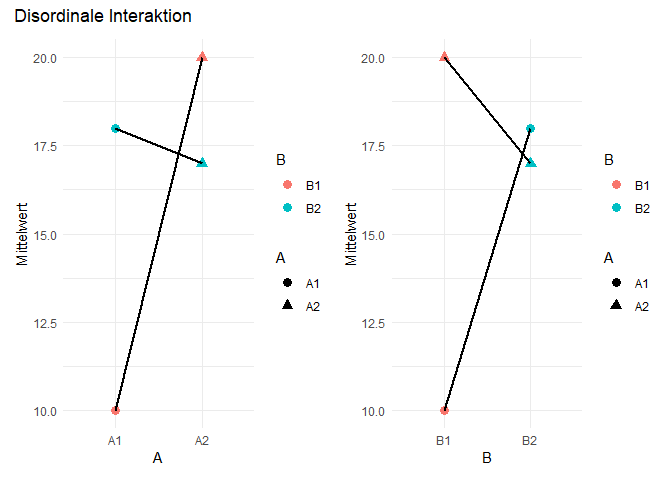 Disordinale Interaktion
Mittelwert
20.0
17.5
15.0
12.5
10.0
A1
A2
A
B
B1
B2
A
A1
A2
Mittelwert
20.0
17.5
15.0
12.5
10.0
B1
B2
B
B
B1
B2
A
A1
A2